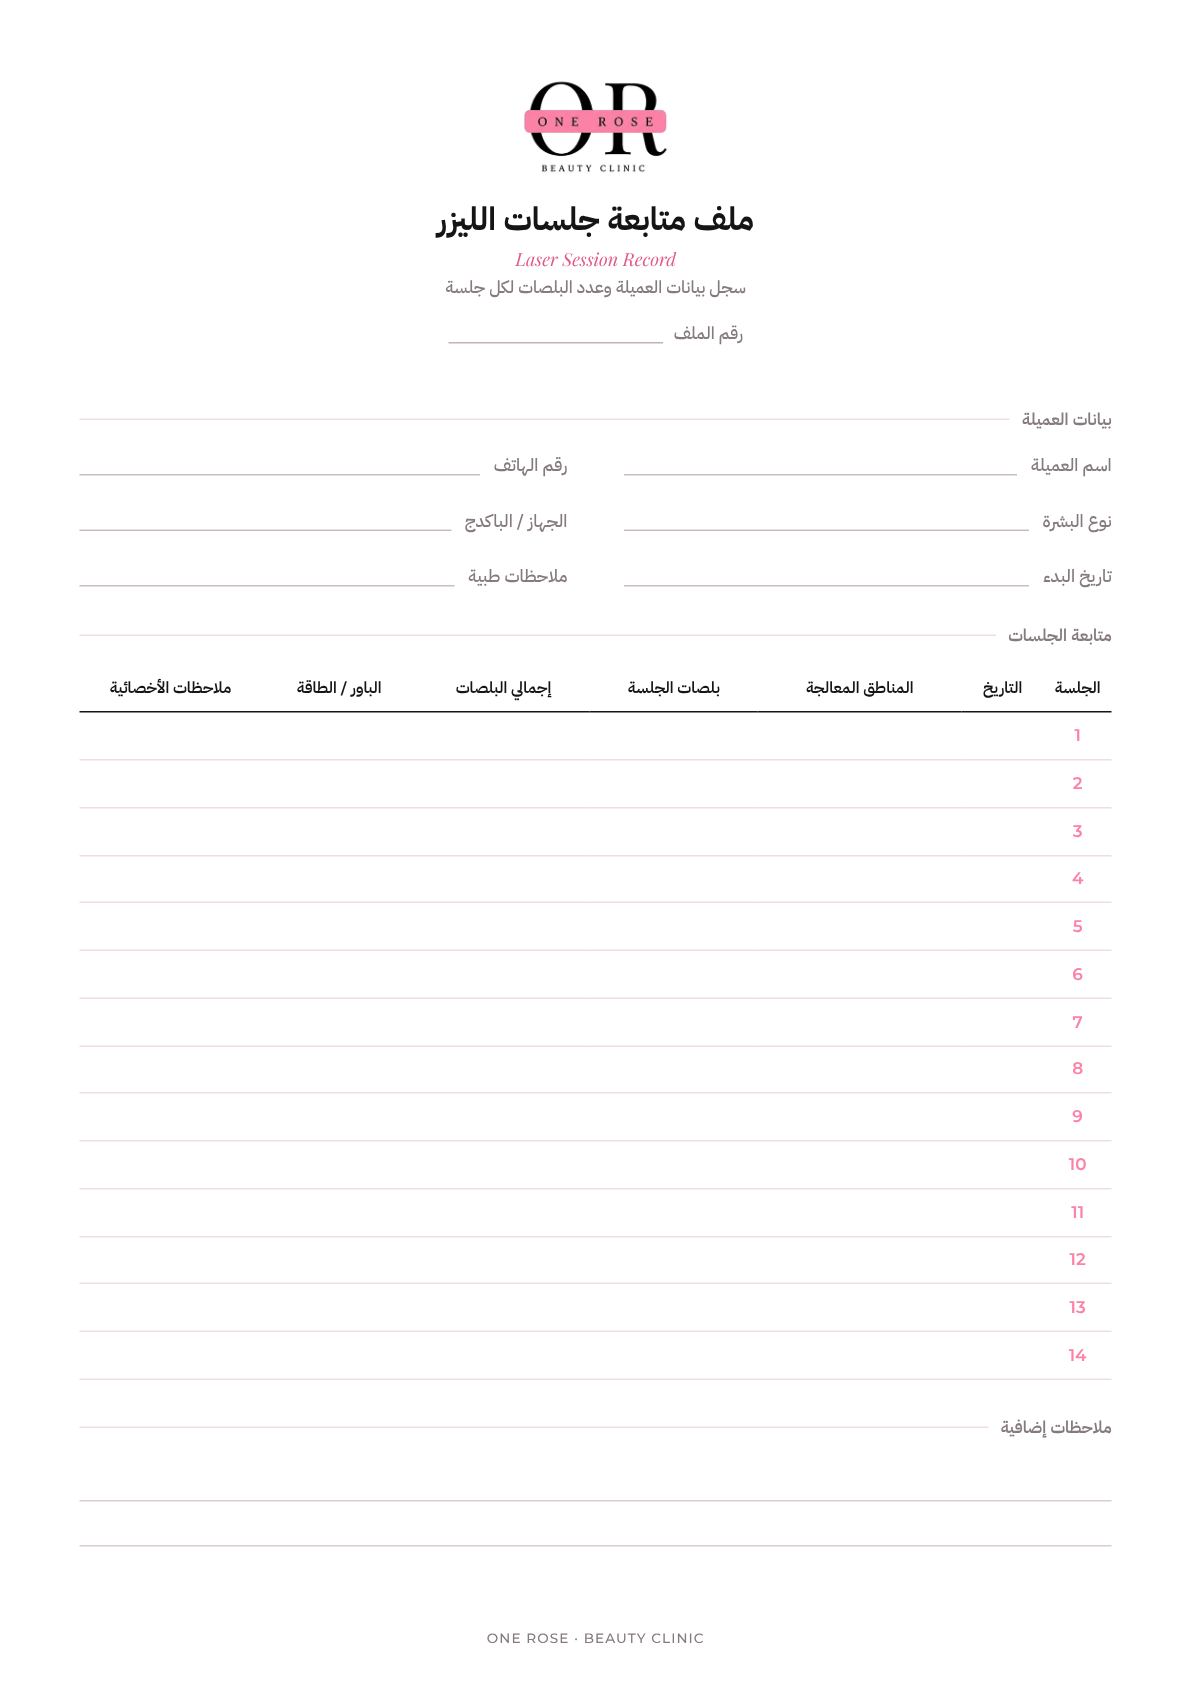 OR
ONE ROSE
BEAUTY CLINIC
ملف متابعة جلسات الليزر
Laser Session Record
سجل بيانات العميلة وعدد البلصات لكل جلسة
رقم الملف
بيانات العميلة
اسم العميلة رقم الهاتف
نوع البشرة الجهاز / الباكدج
تاريخ البدء ملاحظات طبية
متابعة الجلسات
الجلسة التاريخ المناطق المعالجة بلصات الجلسة إجمالي البلصات الباور / الطاقة ملاحظات الأخصائية
1
2
3
4
5
6
7
8
9
10
11
12
13
14
ملاحظات إضافية
ONE ROSE · BEAUTY CLINIC